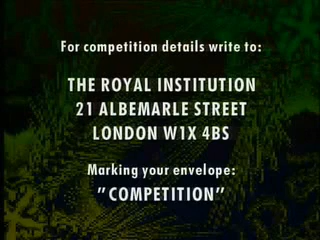 For competition details write to:
THE ROYAL INSTITUTION
21 ALBEMARLE STREET
LONDON W1X 4BS
Marking your envelope:
"COMPETITION"